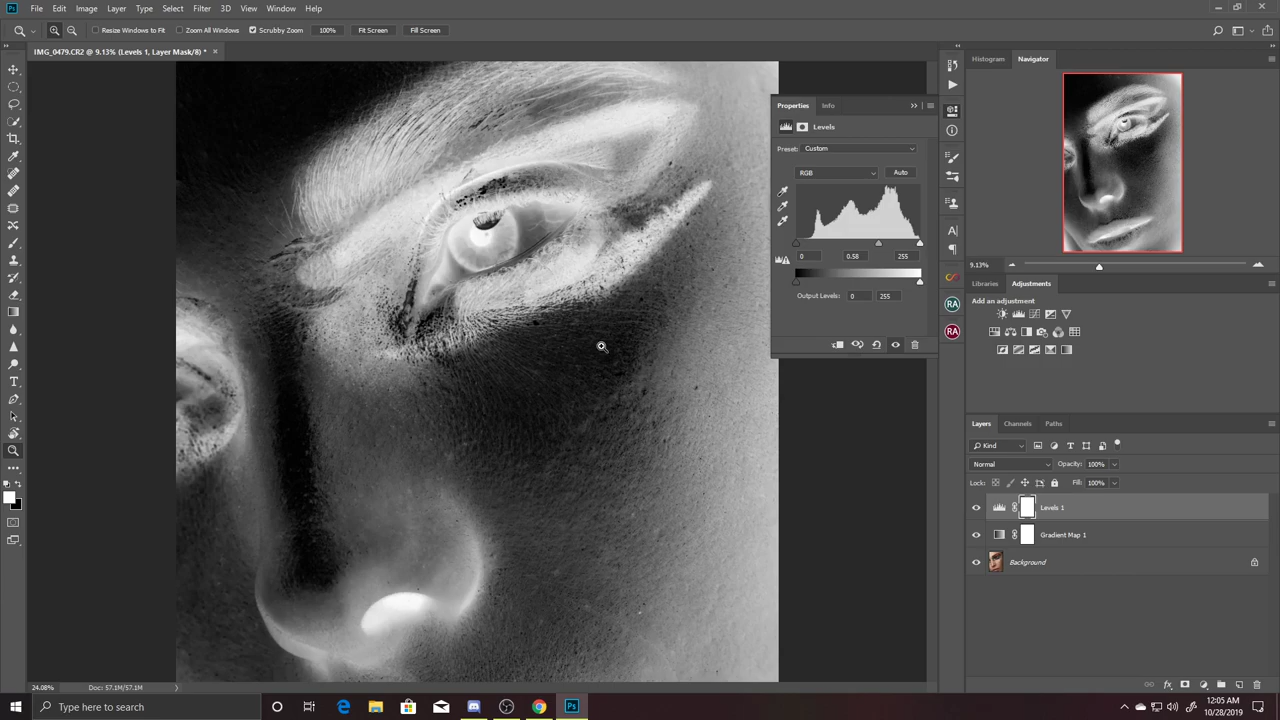 File Edit Image Layer Type Select Filter 3D View Window Help
Resize Windows to Fit Zoom All Windows Scrubby Zoom 100% Fit Screen Fill Screen
IMG_0479.CR2 @ 9.13% (Levels 1, Layer Mask/8) * ×
Histogram Navigator
Properties Info
Levels
Preset: Custom
RGB Auto
0 0.58 255
Output Levels: 0 255
9.13%
Libraries Adjustments
Add an adjustment
Layers Channels Paths
Kind
Normal Opacity: 100%
Lock: Fill: 100%
Levels 1
Gradient Map 1
Background
24.08% Doc: 57.1M/57.1M
Type here to search
12:05 AM
10/28/2019